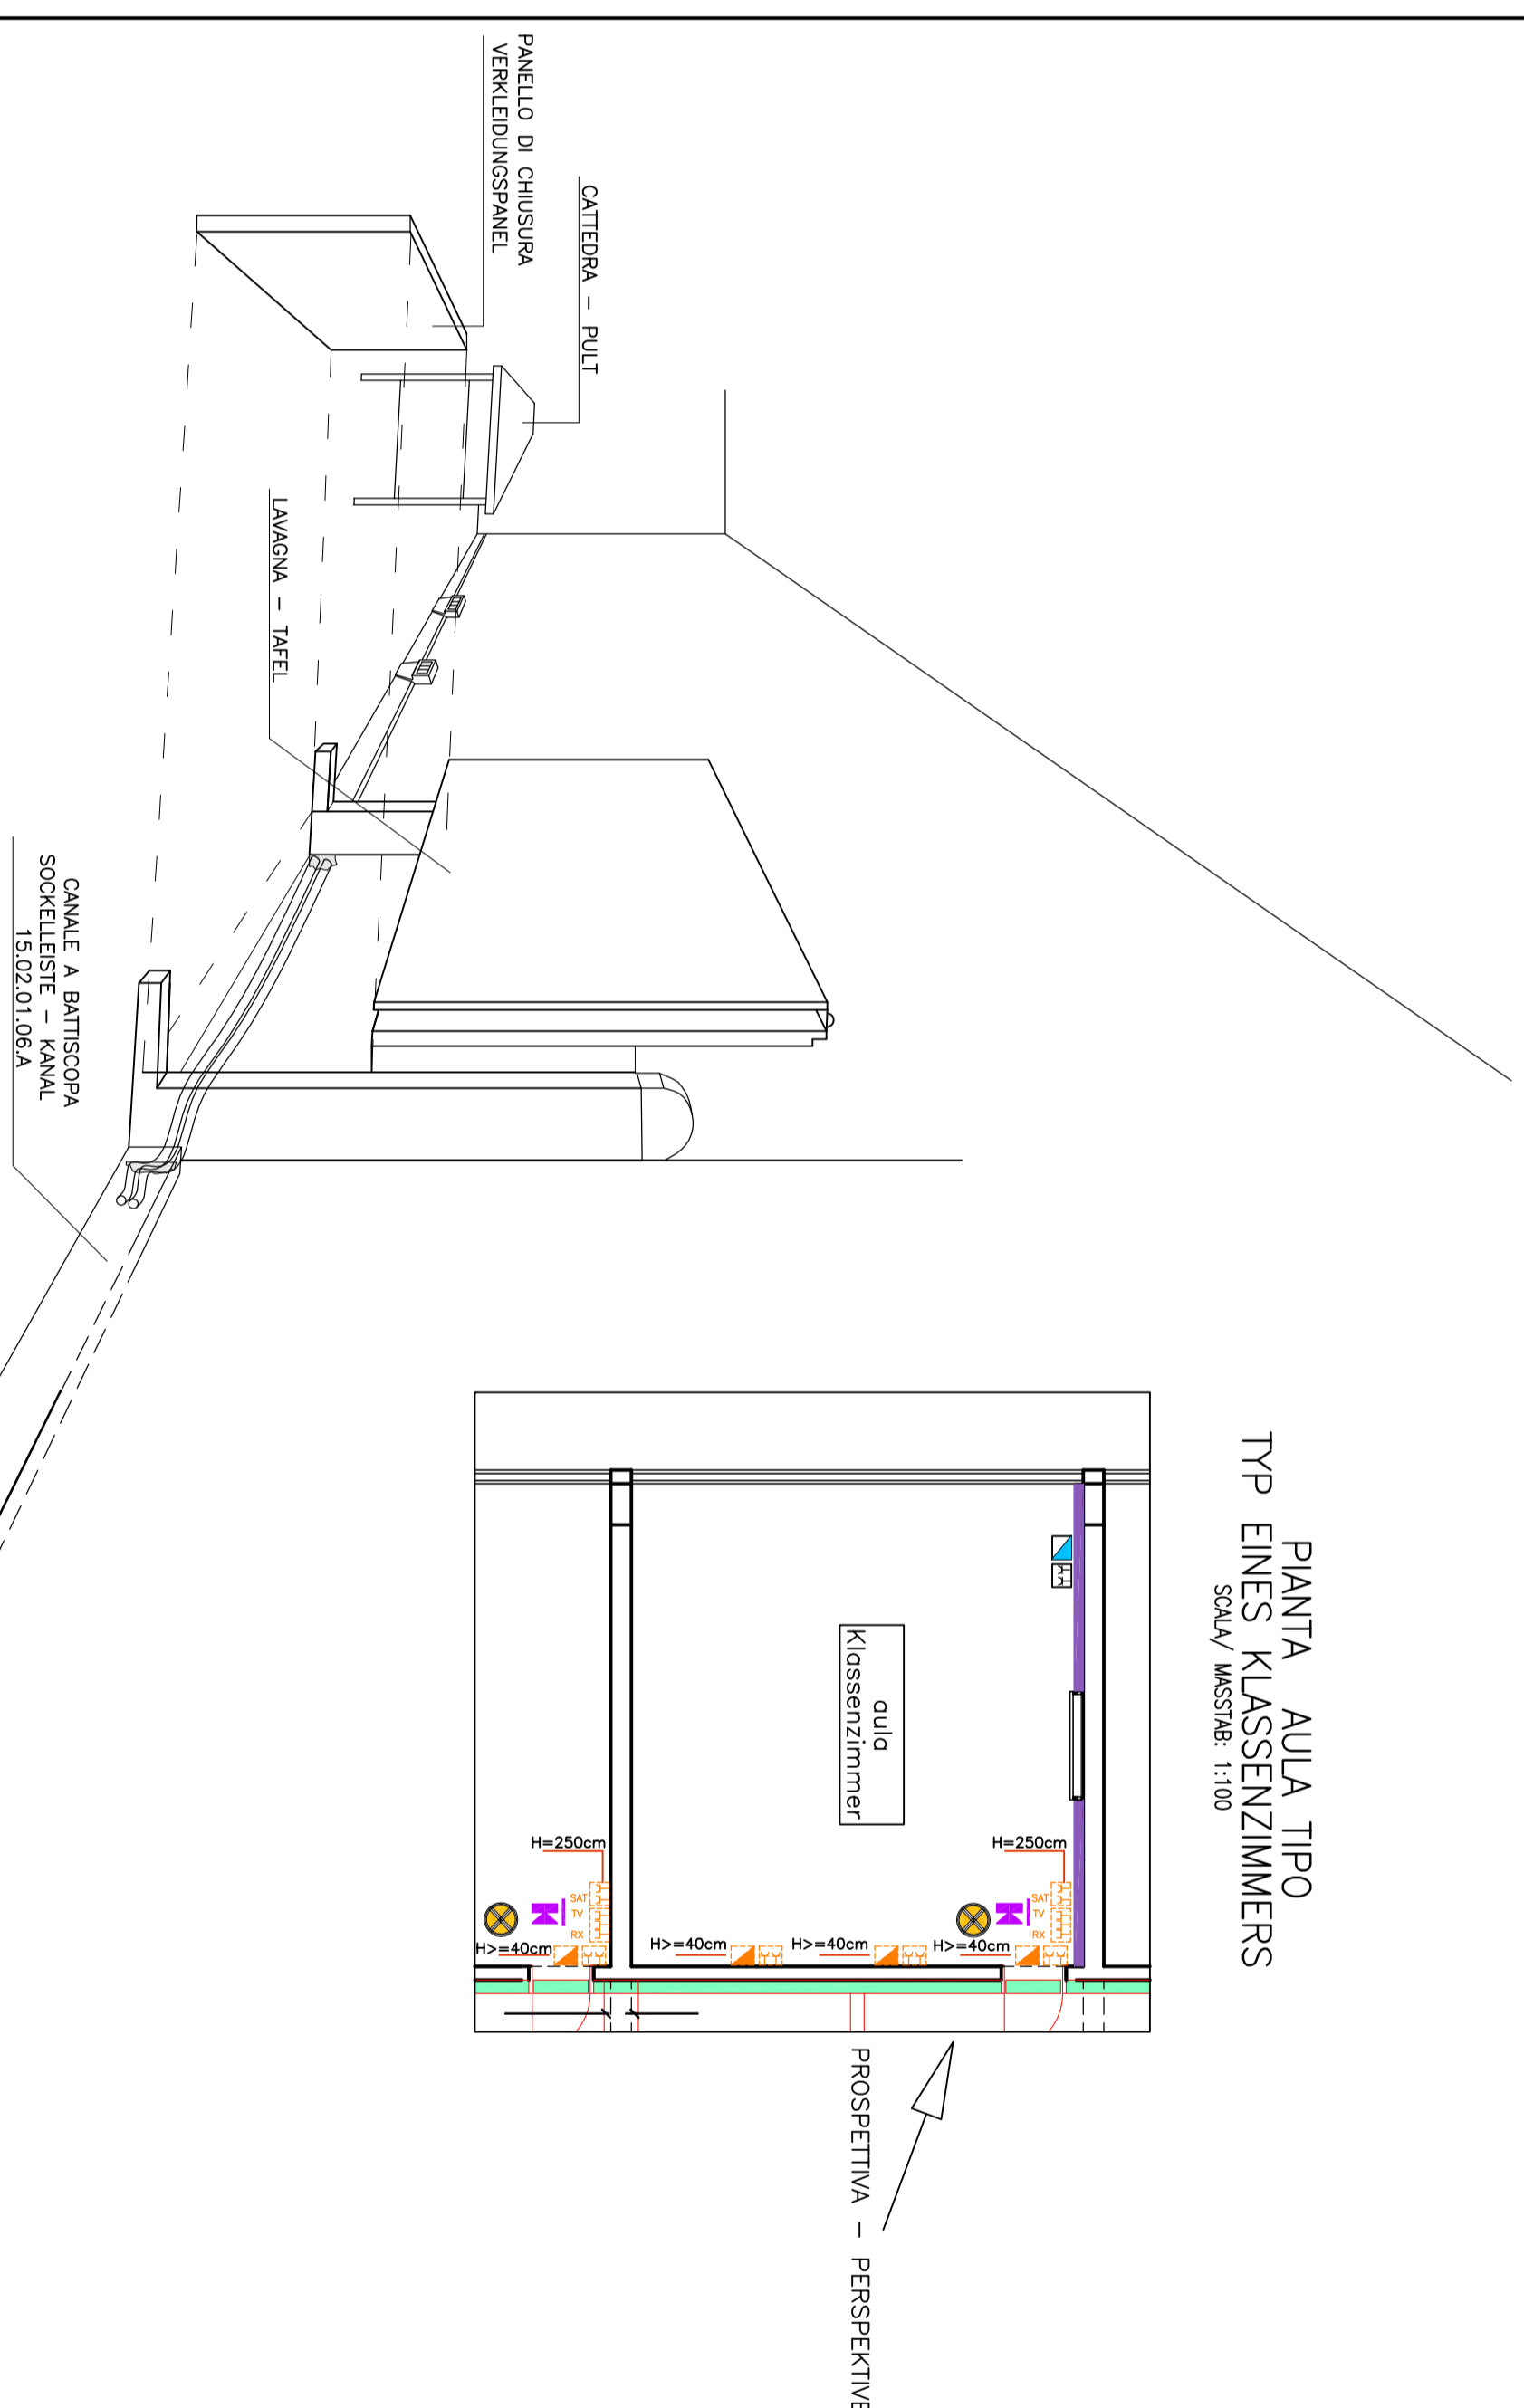 PIANTA AULA TIPO
TYP EINES KLASSENZIMMERS
SCALA/ MASSTAB: 1:100
PANELLO DI CHIUSURA
VERKLEIDUNGSPANEL
CATTEDRA - PULT
LAVAGNA - TAFEL
CANALE A BATTISCOPA
SOCKELLEISTE - KANAL
15.02.01.06.A
aula
Klassenzimmer
H=250cm
SAT
TV
RX
H>=40cm
H>=40cm
H>=40cm
H=250cm
SAT
TV
RX
H>=40cm
PROSPETTIVA - PERSPEKTIVE